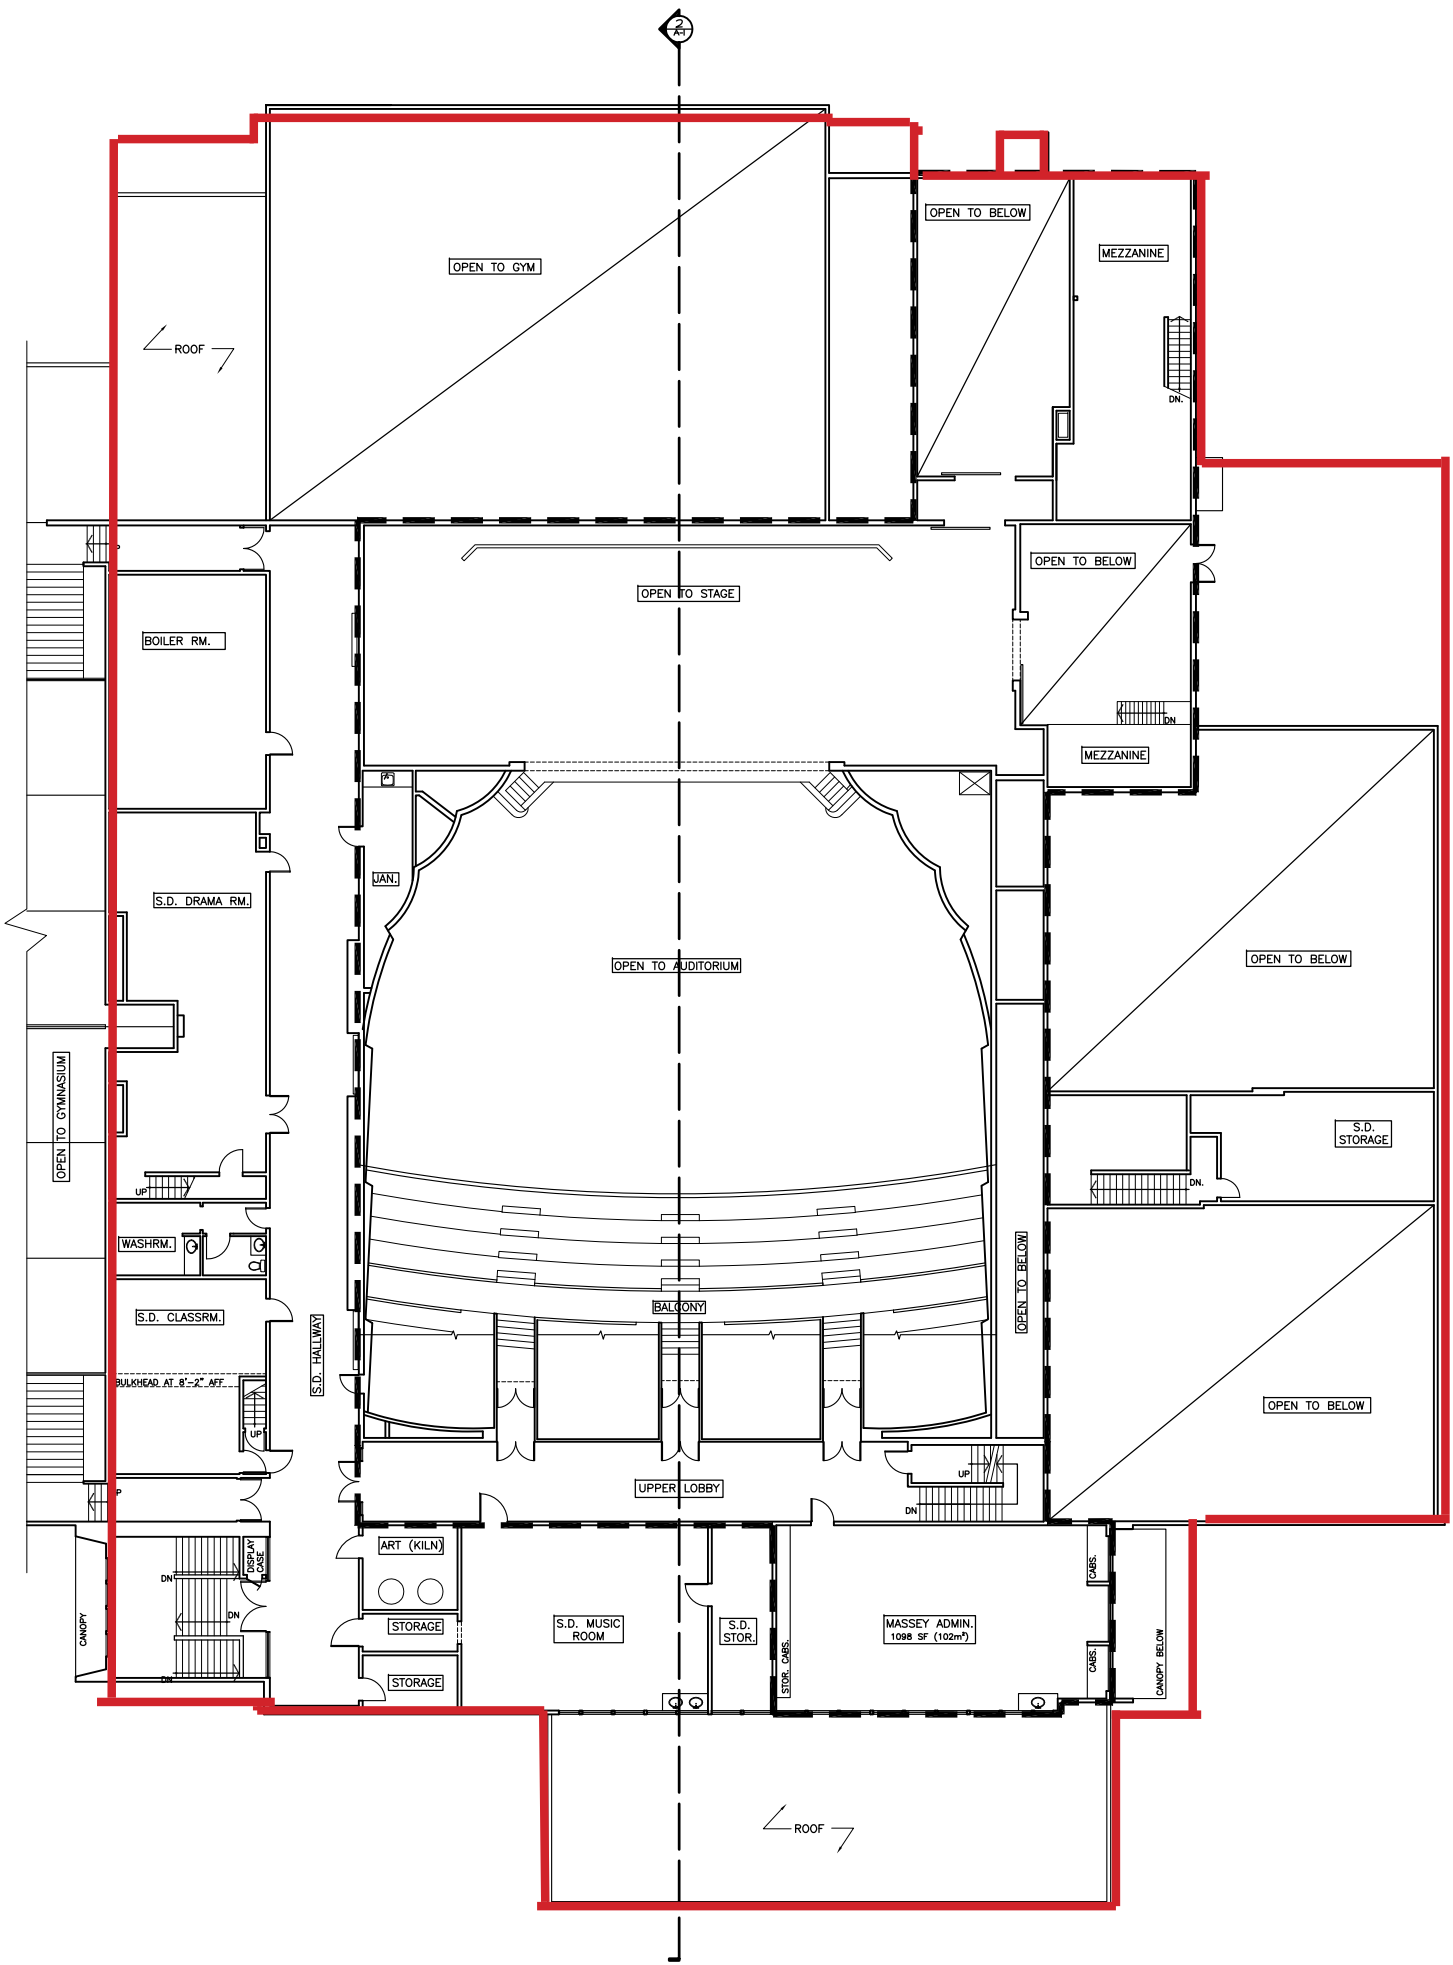 2
A-1
OPEN TO BELOW
MEZZANINE
OPEN TO GYM
ROOF
DN.
OPEN TO BELOW
OPEN TO STAGE
BOILER RM.
DN
MEZZANINE
JAN.
S.D. DRAMA RM.
OPEN TO AUDITORIUM
OPEN TO BELOW
OPEN TO GYMNASIUM
S.D.
STORAGE
UP
DN.
WASHRM.
OPEN TO BELOW
BALCONY
S.D. CLASSRM.
S.D. HALLWAY
BULKHEAD AT 8'-2" AFF
OPEN TO BELOW
UP
UP
UPPER LOBBY
DN
DISPLAY
CASE
ART (KILN)
CABS.
DN
DN
CANOPY
STORAGE
S.D. MUSIC
ROOM
S.D.
STOR.
MASSEY ADMIN.
1098 SF (102m²)
STOR. CABS.
CABS.
CANOPY BELOW
DN
STORAGE
ROOF